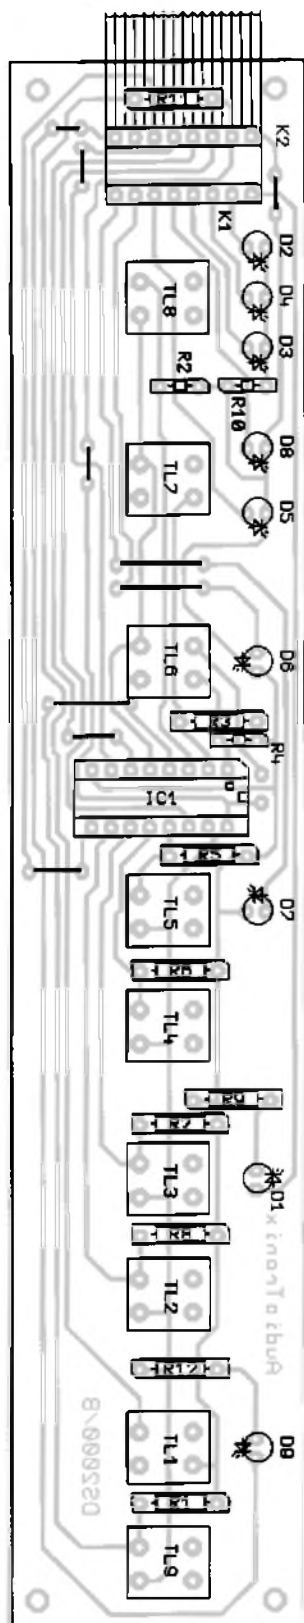 R11
K2
K1
D2
D4
TL8
D3
R2
R10
D8
TL7
D5
TL6
D6
R3
R4
IC1
R5
TL5
D7
R6
TL4
R9
R7
TL3
D1
R8
TL2
AudioTronix
R12
DS2000/B
TL1
D9
R1
TL9